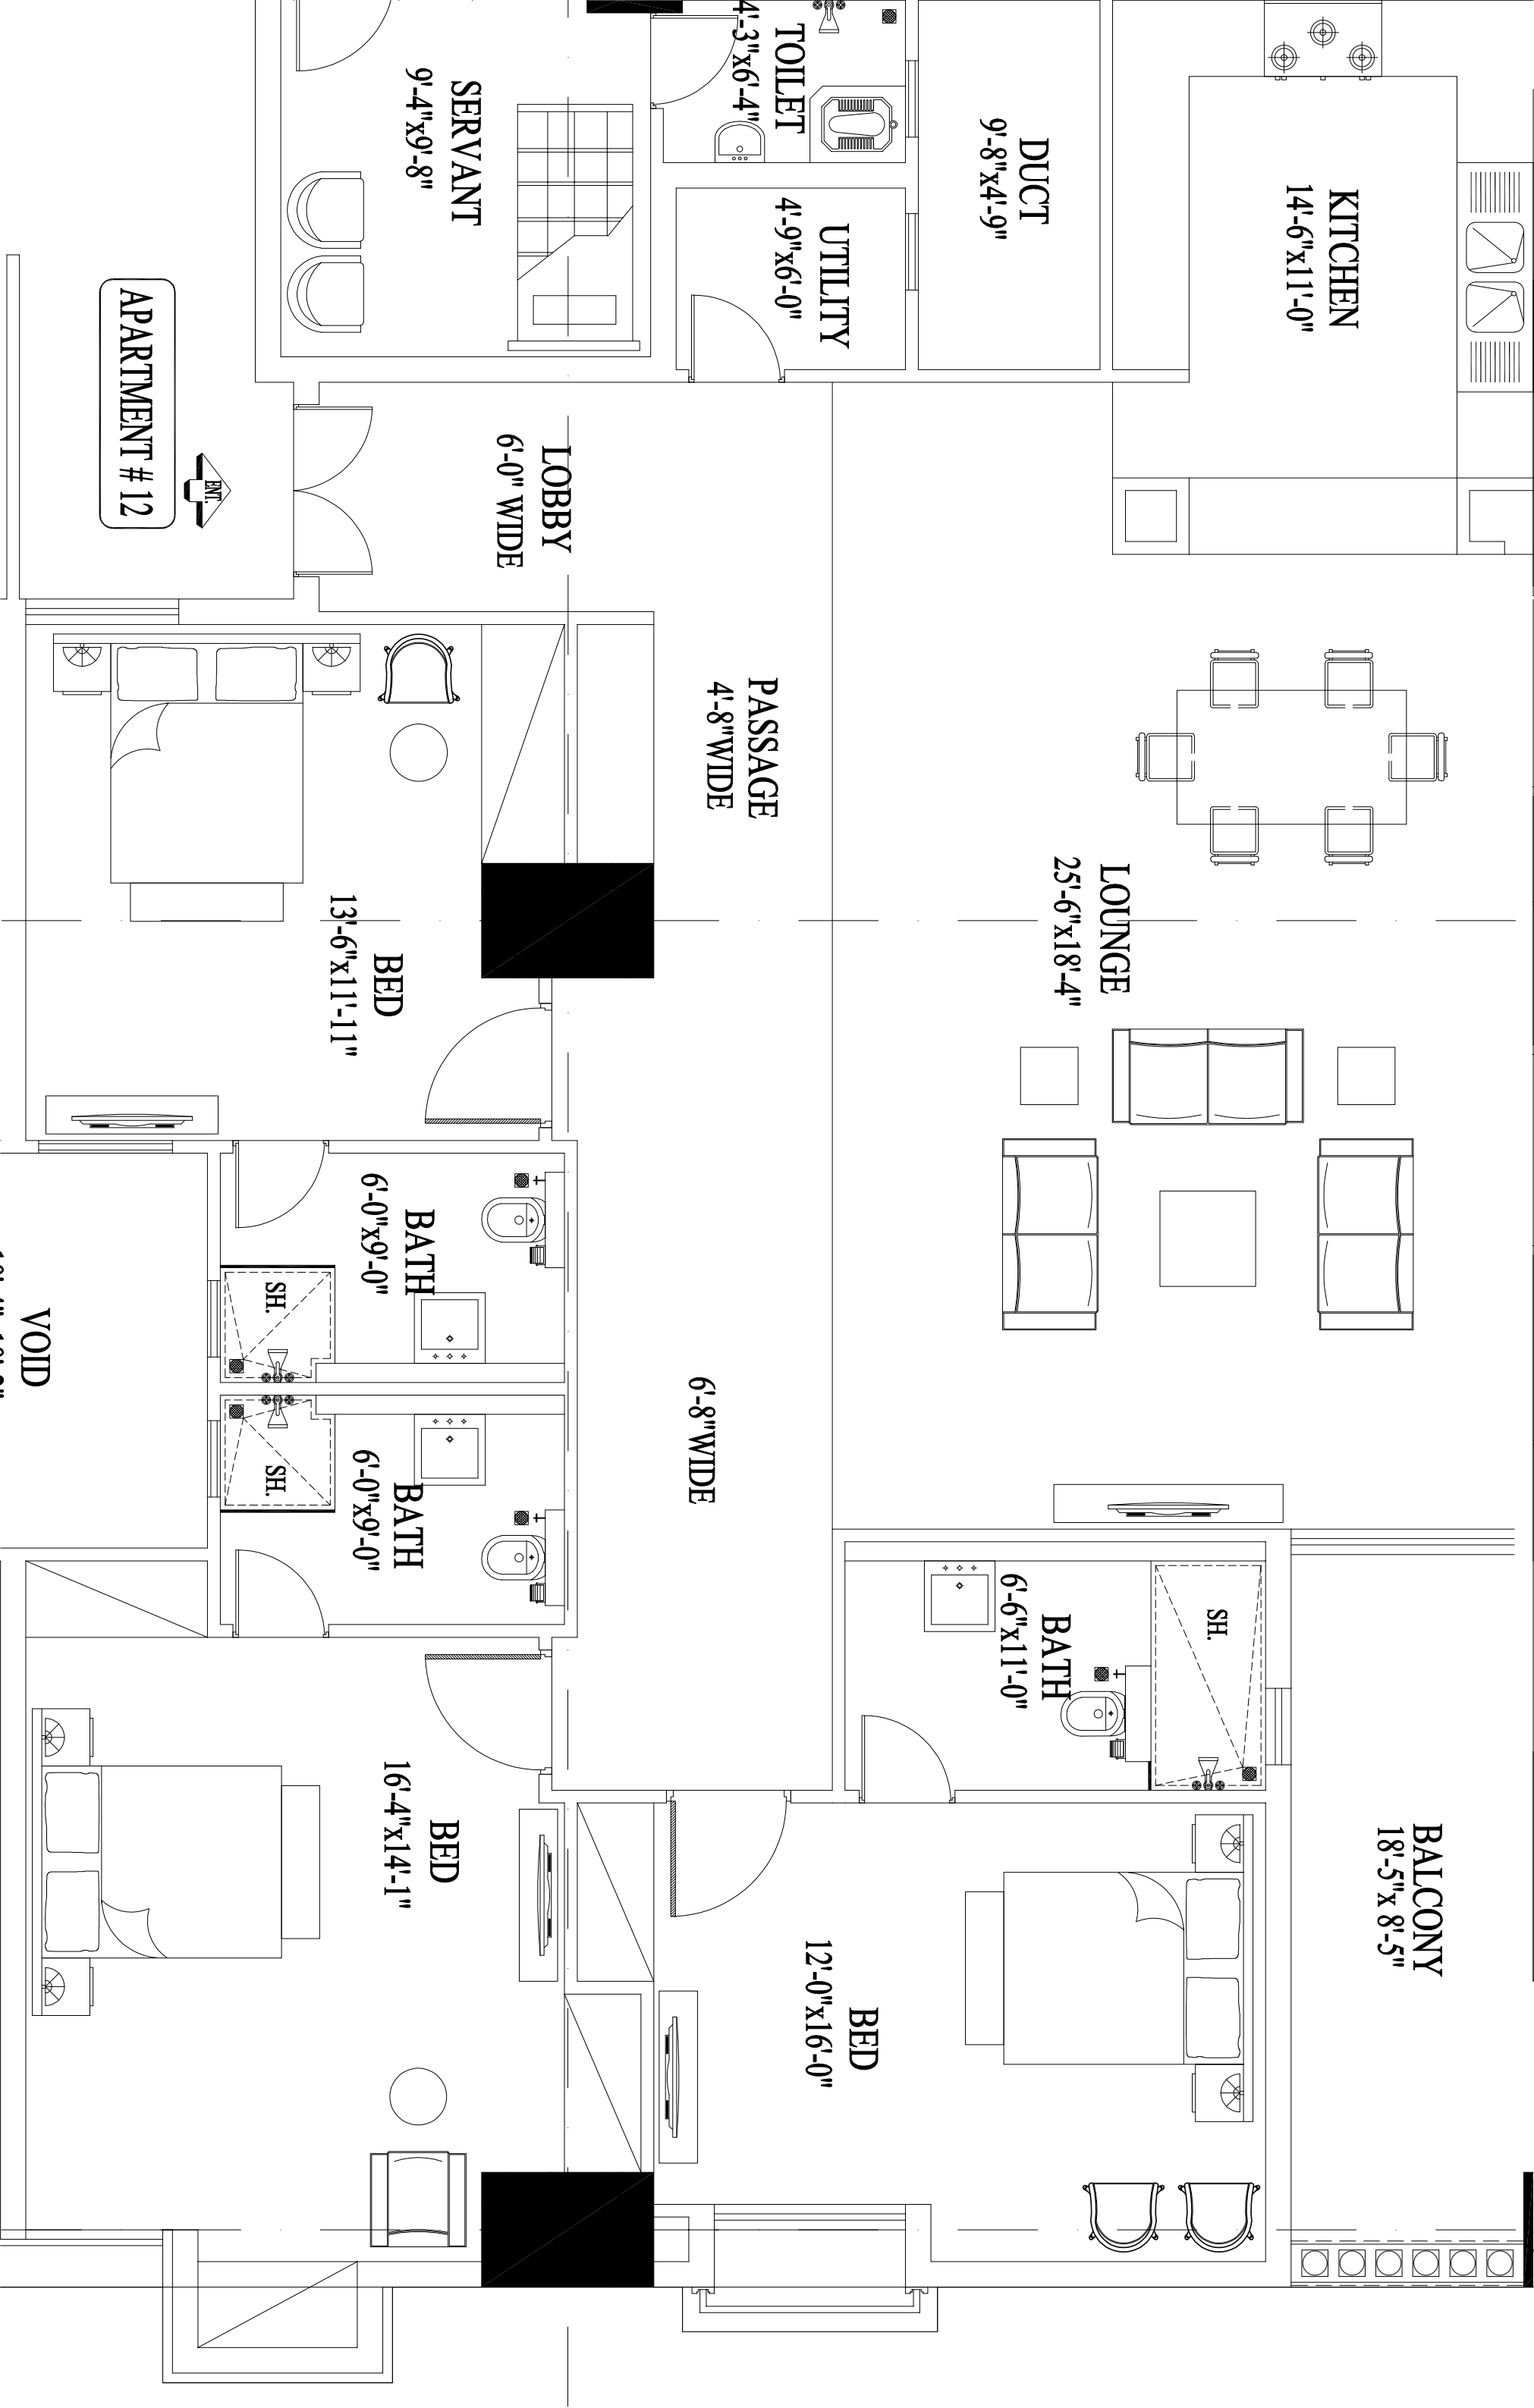 KITCHEN
14'-6"x11'-0"
DUCT
9'-8"x4'-9"
TOILET
4'-3"x6'-4"
UTILITY
4'-9"x6'-0"
SERVANT
9'-4"x9'-8"
APARTMENT # 12
ENT.
LOBBY
6'-0" WIDE
PASSAGE
4'-8"WIDE
LOUNGE
25'-6"x18'-4"
BED
13'-6"x11'-11"
BATH
6'-0"x9'-0"
SH.
6'-8"WIDE
SH.
BATH
6'-0"x9'-0"
VOID
SH.
BATH
6'-6"x11'-0"
BALCONY
18'-5"x 8'-5"
BED
16'-4"x14'-1"
BED
12'-0"x16'-0"